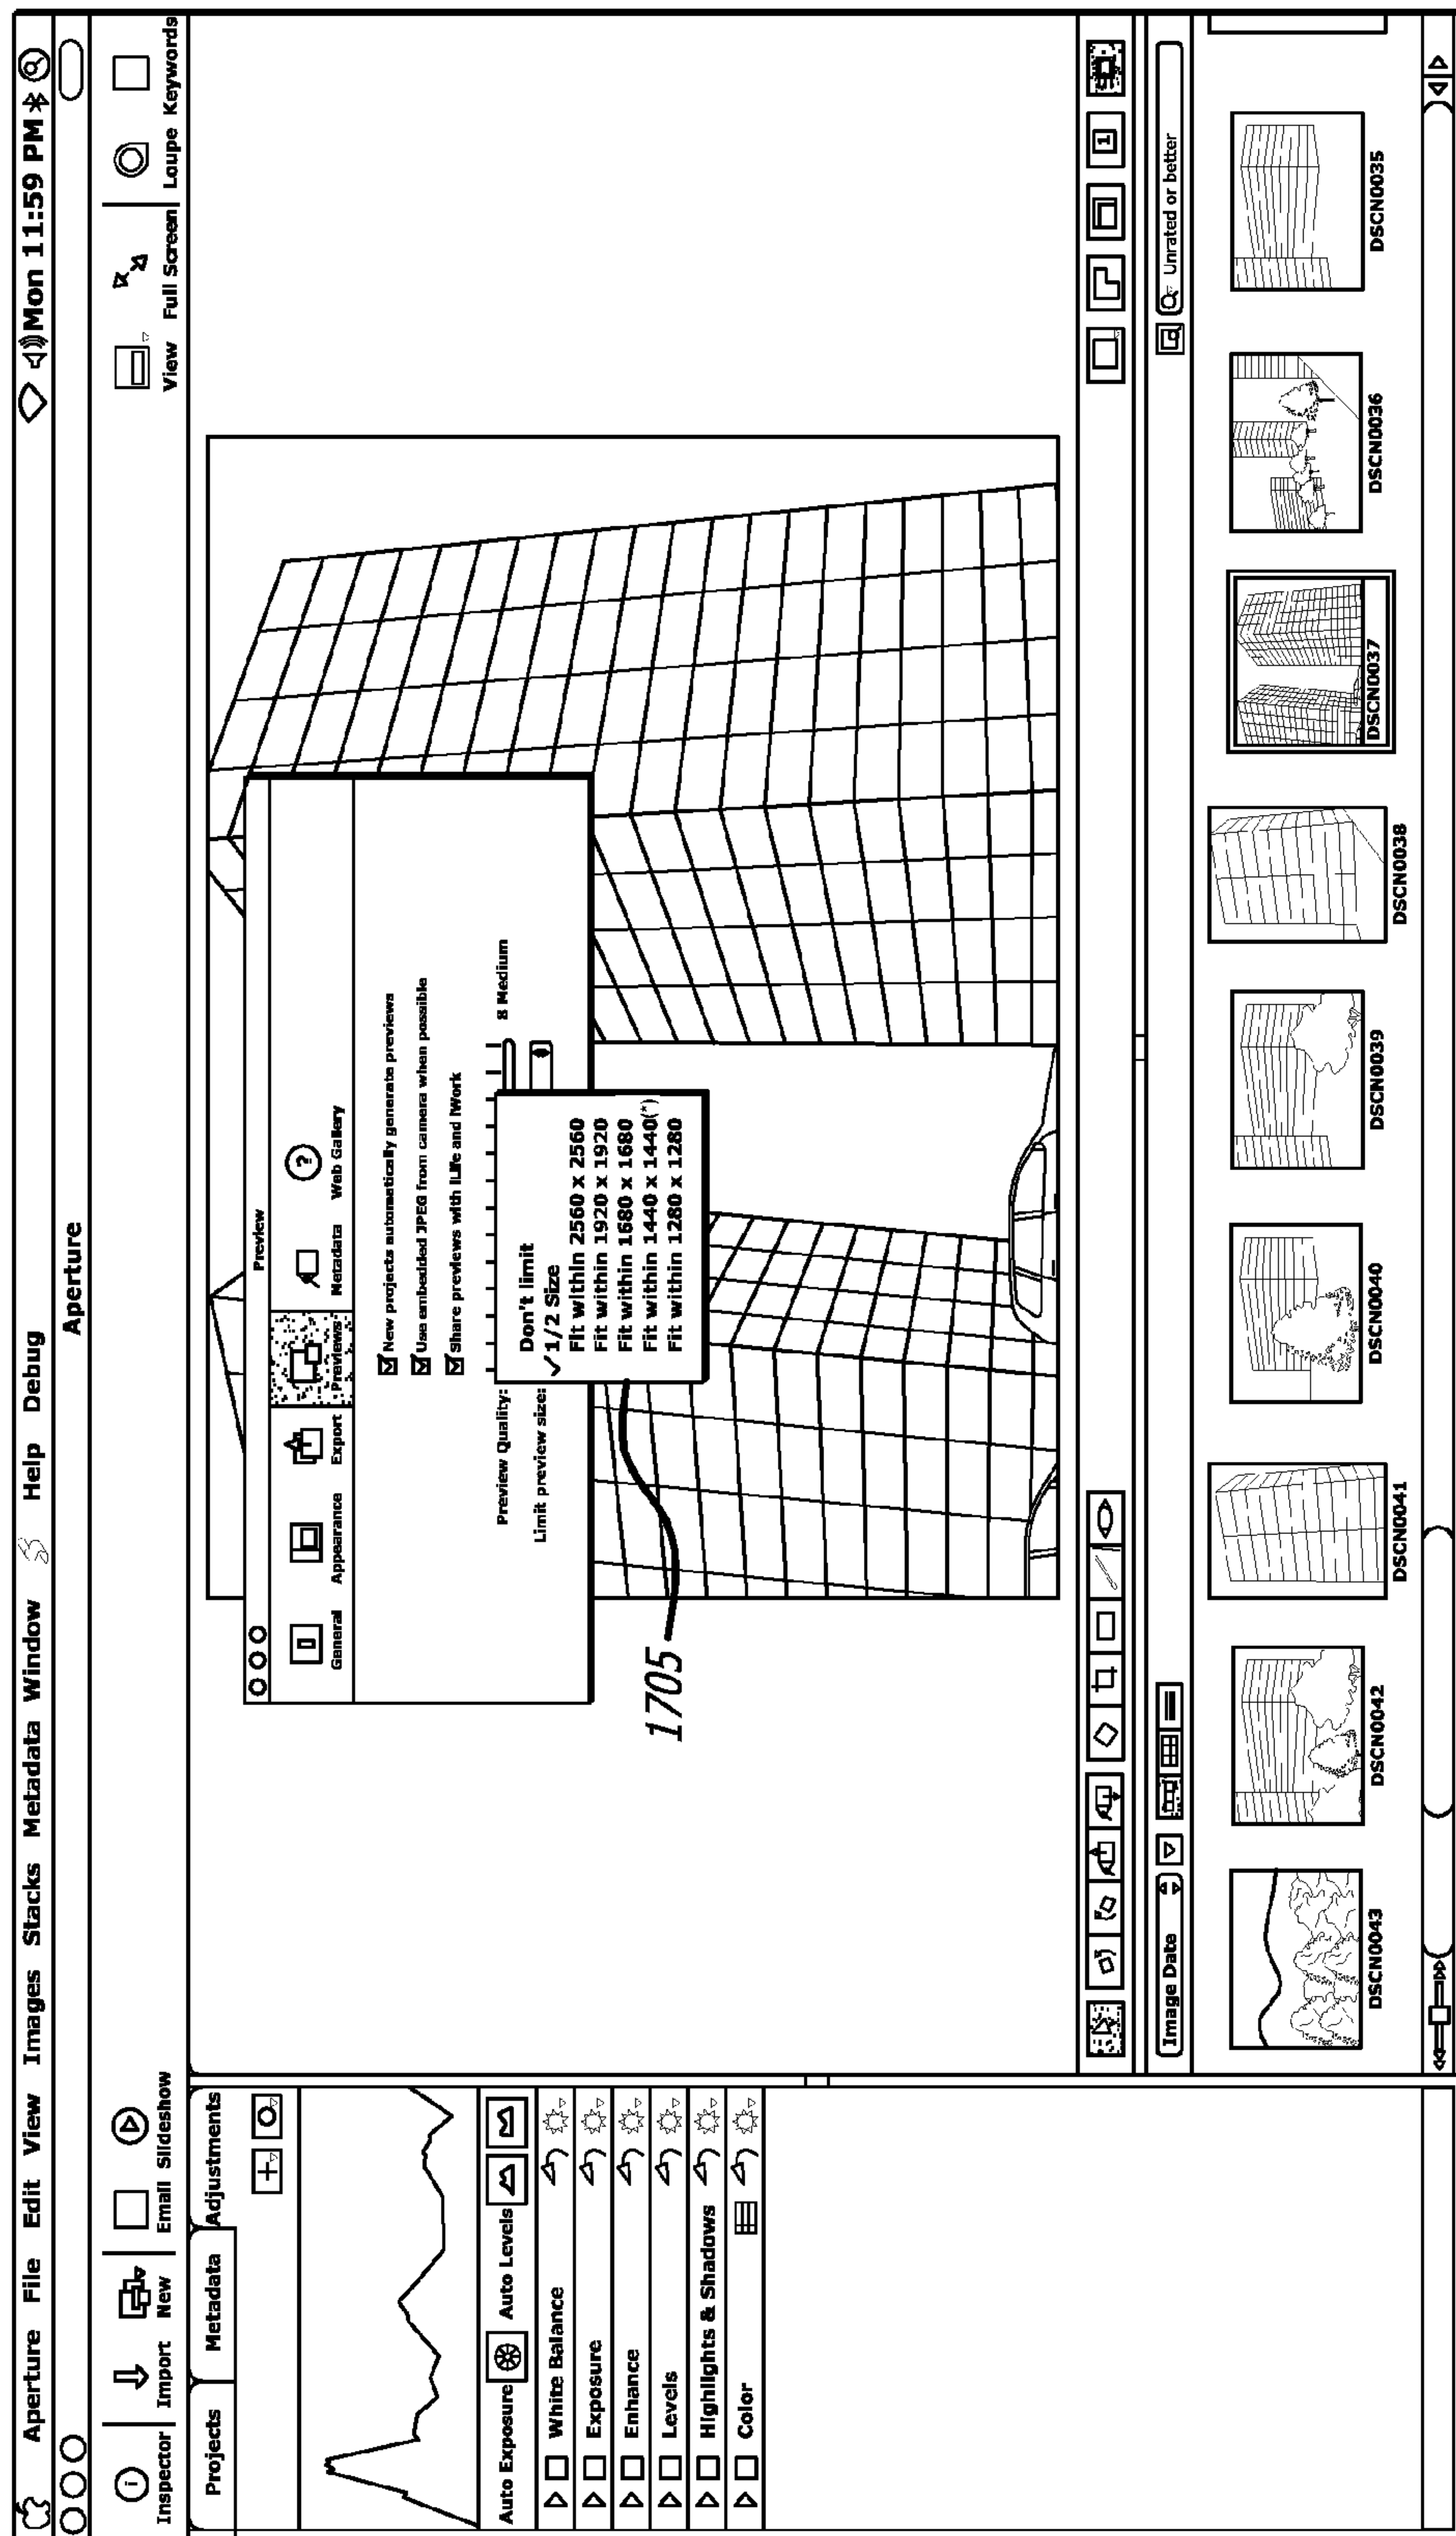 Aperture File Edit View Images Stacks Metadata Window Help Debug Mon 11:59 PM
Aperture
Inspector Import New Email Slideshow View Full Screen Loupe Keywords
Projects Metadata Adjustments
Auto Exposure Auto Levels
White Balance
Exposure
Enhance
Levels
Highlights & Shadows
Color
Preview
General Appearance Export Previews Metadata Web Gallery
New projects automatically generate previews
Use embedded JPEG from camera when possible
Share previews with iLife and iWork
Preview Quality: 8 Medium
Limit preview size:
Don't limit
✓1/2 Size
Fit within 2560 x 2560
Fit within 1920 x 1920
Fit within 1680 x 1680
Fit within 1440 x 1440(*)
Fit within 1280 x 1280
1705
1
Image Date Unrated or better
DSCN0043 DSCN0042 DSCN0041 DSCN0040 DSCN0039 DSCN0038 DSCN0037 DSCN0036 DSCN0035